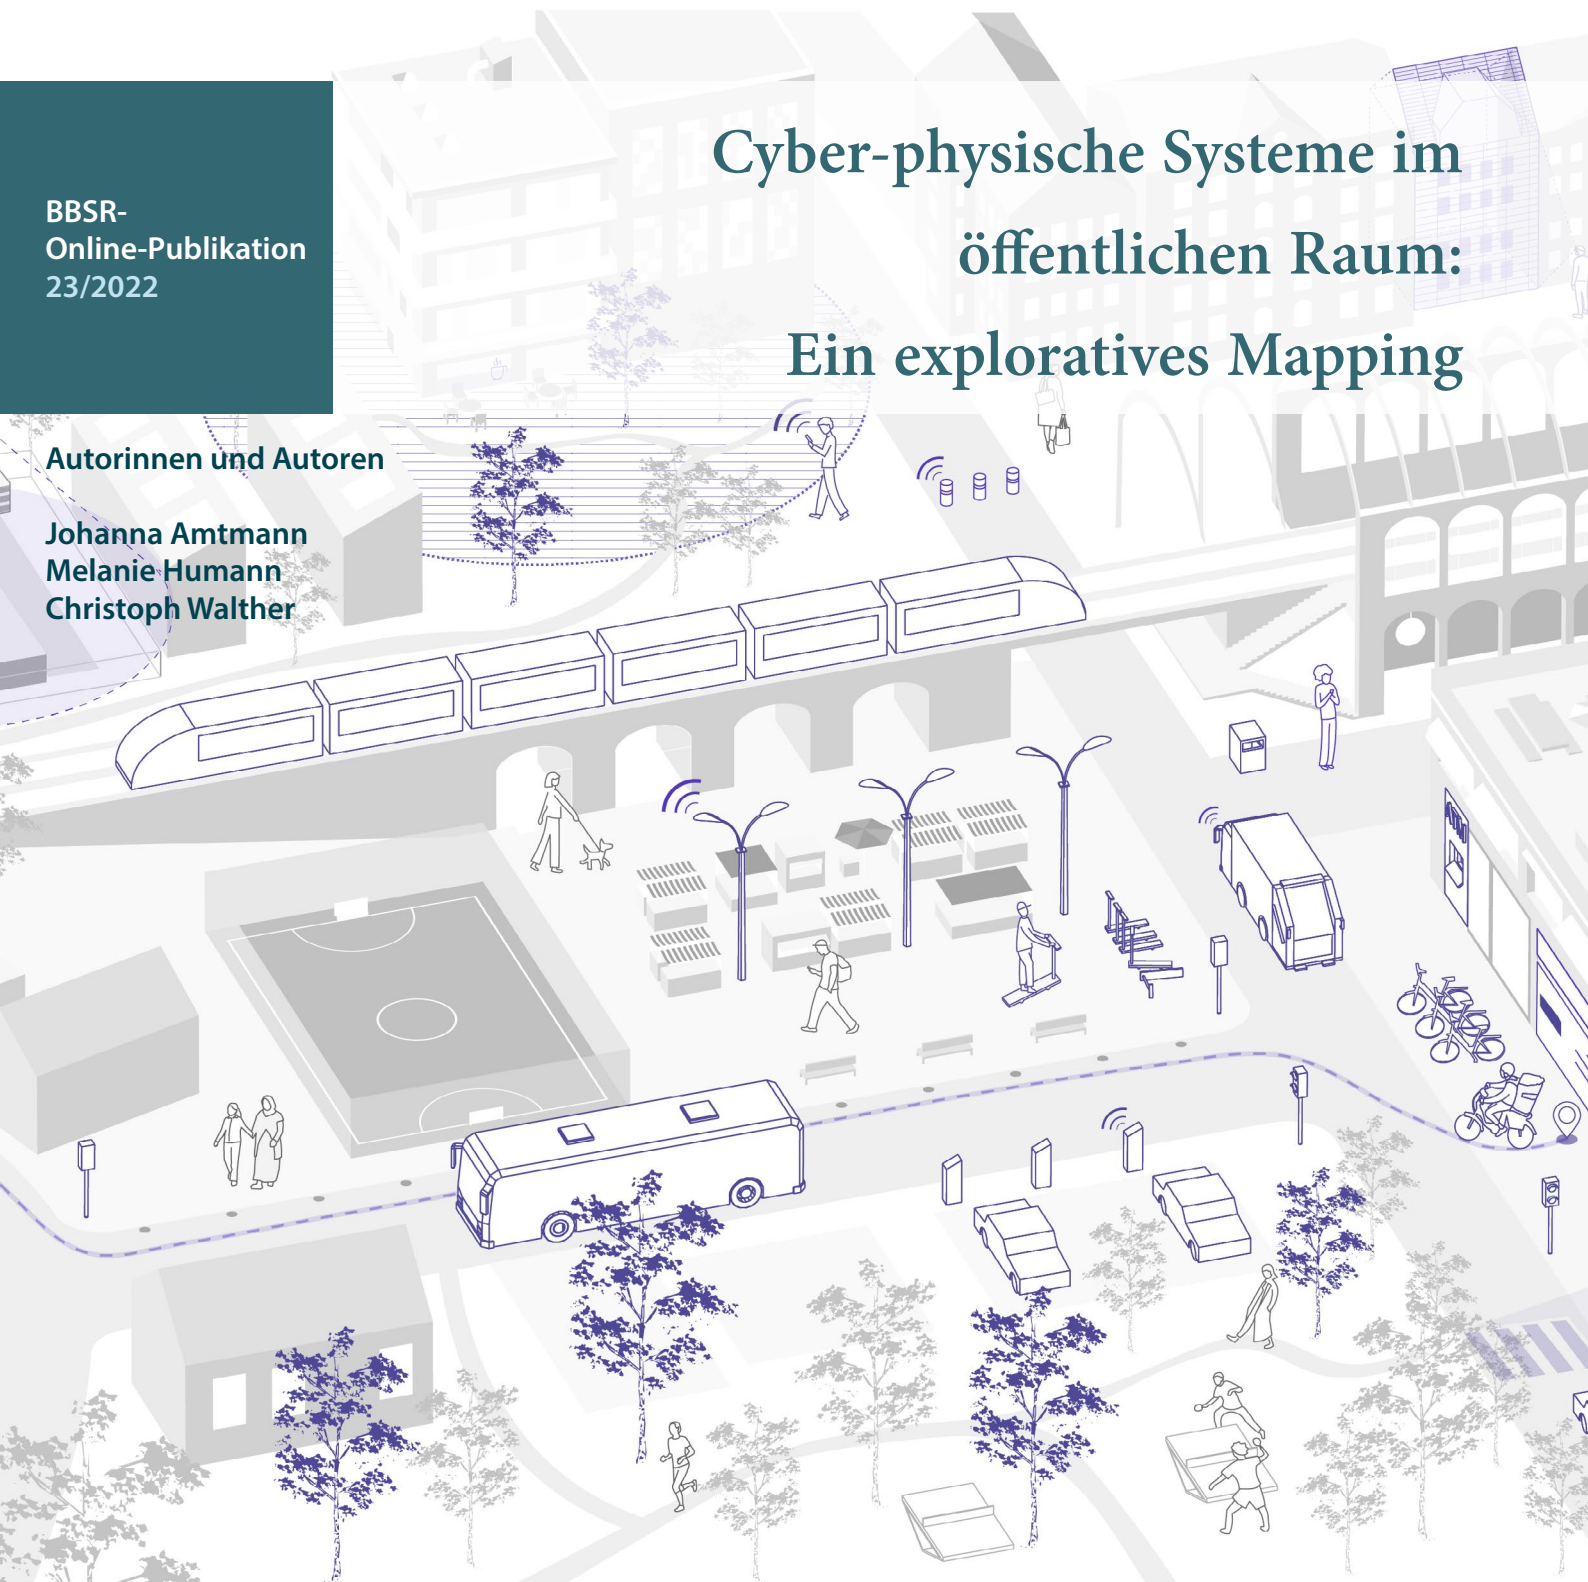 BBSR-
Online-Publikation
23/2022
Cyber-physische Systeme im
öffentlichen Raum:
Ein exploratives Mapping
Autorinnen und Autoren
Johanna Amtmann
Melanie Humann
Christoph Walther
ATM